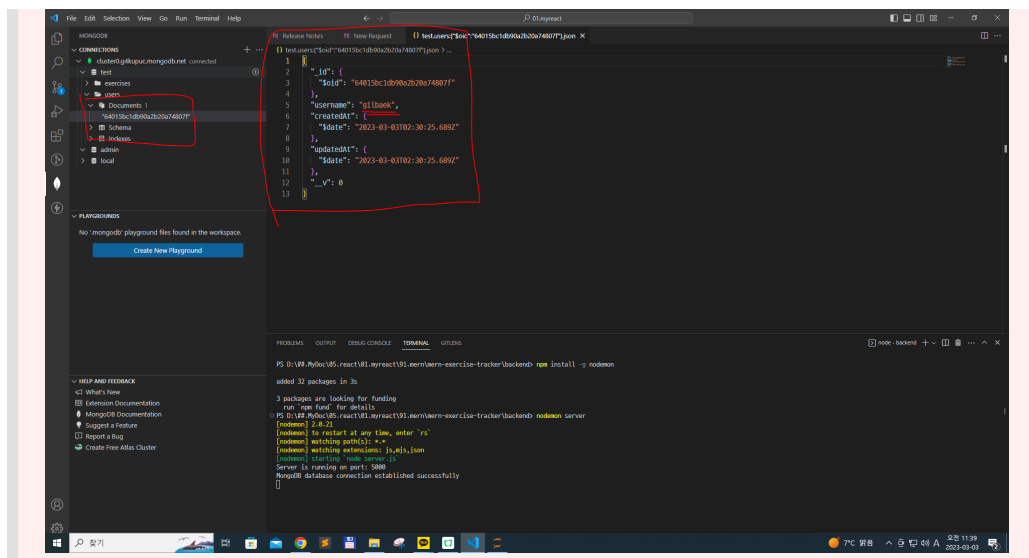 File Edit Selection View Go Run Terminal Help
01.myreact
MONGODB
CONNECTIONS
cluster0.g4kupuc.mongodb.net connected
test
exercises
users
Documents 1
"64015bc1db90a2b20a74807f"
Schema
Indexes
admin
local
PLAYGROUNDS
No '.mongodb' playground files found in the workspace.
Create New Playground
HELP AND FEEDBACK
What's New
Extension Documentation
MongoDB Documentation
Suggest a Feature
Report a Bug
Create Free Atlas Cluster
Release Notes
New Request
{} test.users:{"$oid":"64015bc1db90a2b20a74807f"}.json
{} test.users:{"$oid":"64015bc1db90a2b20a74807f"}.json > ...
1 {
2 "_id": {
3 "$oid": "64015bc1db90a2b20a74807f"
4 },
5 "username": "gilbaek",
6 "createdAt": {
7 "$date": "2023-03-03T02:30:25.689Z"
8 },
9 "updatedAt": {
10 "$date": "2023-03-03T02:30:25.689Z"
11 },
12 "__v": 0
13 }
PROBLEMS OUTPUT DEBUG CONSOLE TERMINAL GITLENS
node - backend
PS D:\##.MyDoc\05.react\01.myreact\91.mern\mern-exercise-tracker\backend> npm install -g nodemon
added 32 packages in 3s
3 packages are looking for funding
run `npm fund` for details
PS D:\##.MyDoc\05.react\01.myreact\91.mern\mern-exercise-tracker\backend> nodemon server
[nodemon] 2.0.21
[nodemon] to restart at any time, enter `rs`
[nodemon] watching path(s): *.*
[nodemon] watching extensions: js,mjs,json
[nodemon] starting `node server.js`
Server is running on port: 5000
MongoDB database connection established successfully
찾기
7°C 맑음
A
오전 11:39
2023-03-03